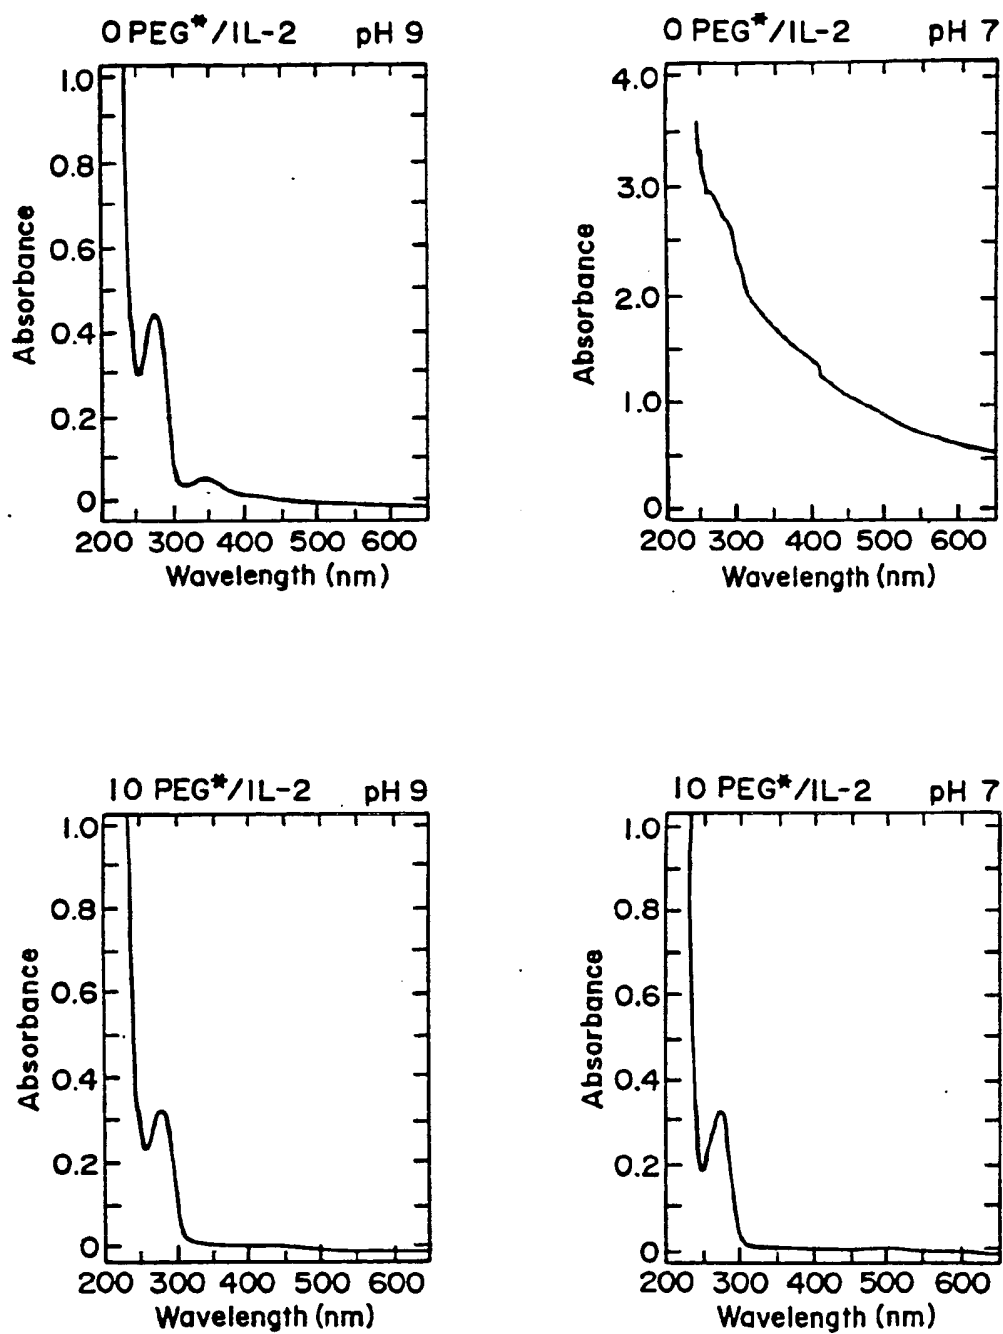 0 PEG*/IL-2 pH 9
1.0
0.8
0.6
0.4
0.2
0
Absorbance
200 300 400 500 600
Wavelength (nm)
0 PEG*/IL-2 pH 7
4.0
3.0
2.0
1.0
0
Absorbance
200 300 400 500 600
Wavelength (nm)
10 PEG*/IL-2 pH 9
1.0
0.8
0.6
0.4
0.2
0
Absorbance
200 300 400 500 600
Wavelength (nm)
10 PEG*/IL-2 pH 7
1.0
0.8
0.6
0.4
0.2
0
Absorbance
200 300 400 500 600
Wavelength (nm)